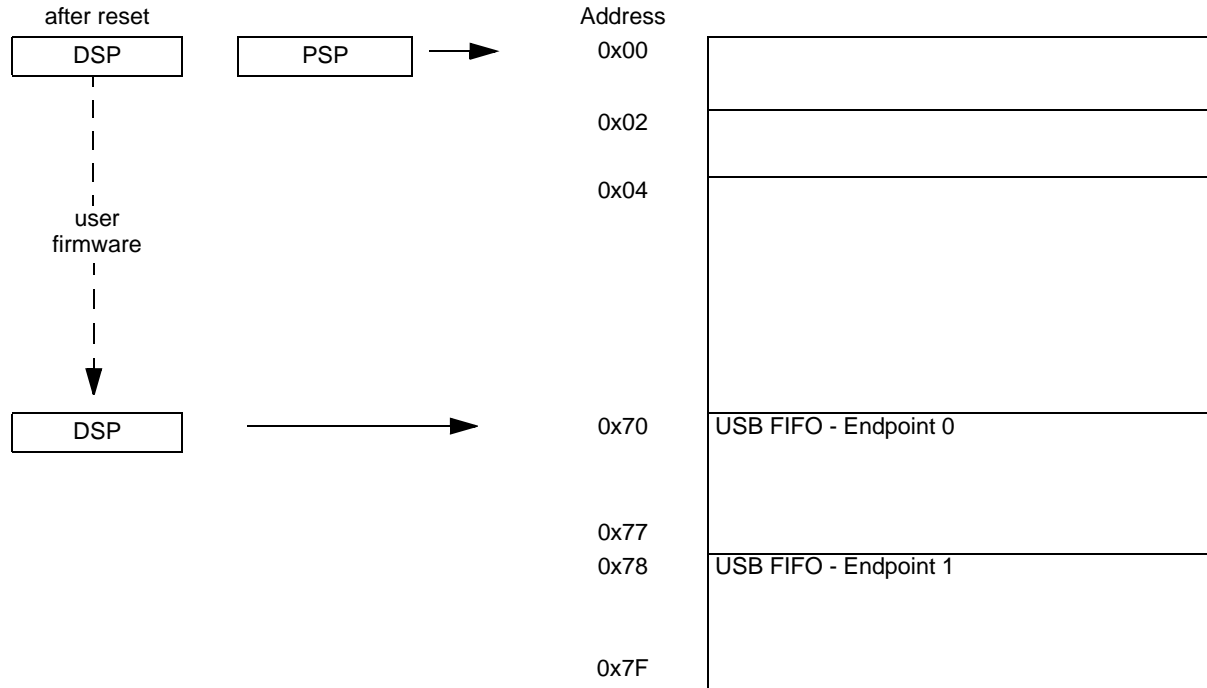 after reset
Address
DSP
PSP
0x00
0x02
0x04
user
firmware
DSP
0x70
USB FIFO - Endpoint 0
0x77
0x78
USB FIFO - Endpoint 1
0x7F